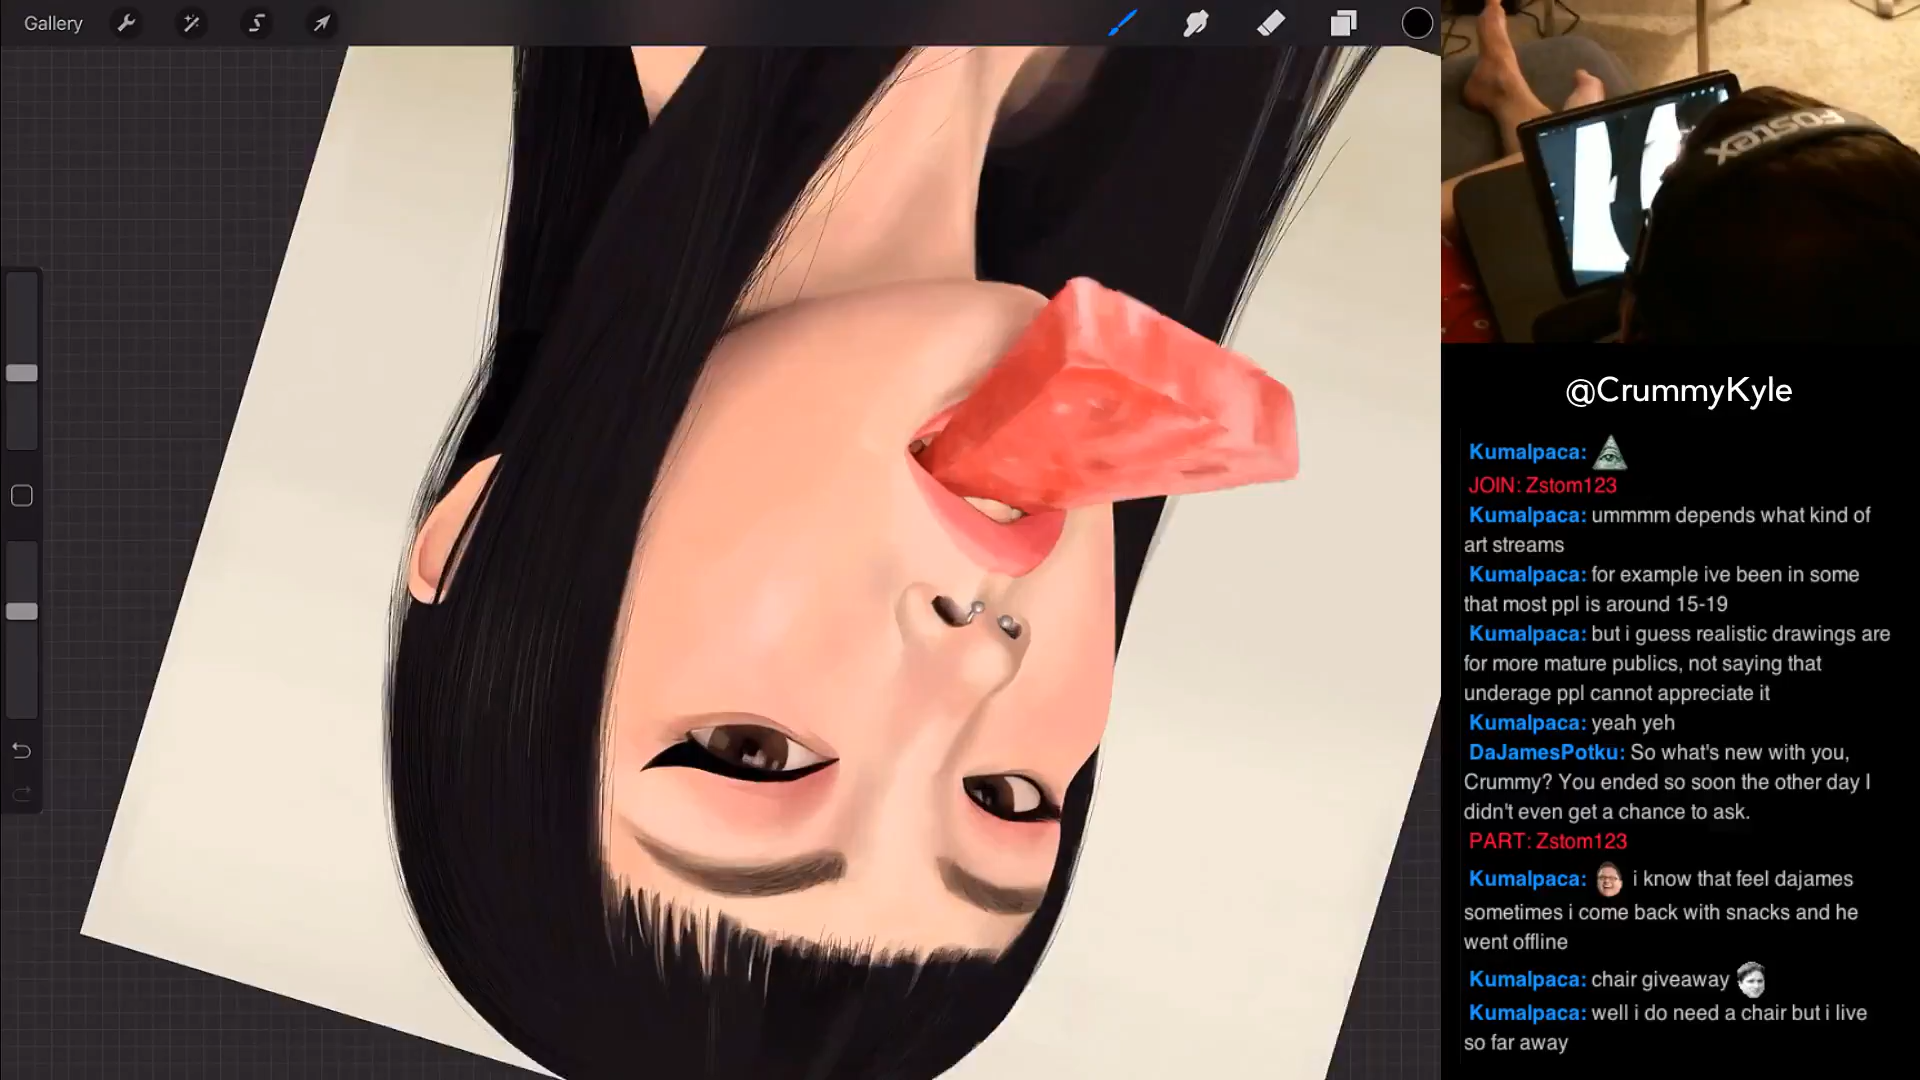 Gallery
Fostex
@CrummyKyle
Kumalpaca:
JOIN: Zstom123
Kumalpaca: ummmm depends what kind of
art streams
Kumalpaca: for example ive been in some
that most ppl is around 15-19
Kumalpaca: but i guess realistic drawings are
for more mature publics, not saying that
underage ppl cannot appreciate it
Kumalpaca: yeah yeh
DaJamesPotku: So what's new with you,
Crummy? You ended so soon the other day I
didn't even get a chance to ask.
PART: Zstom123
Kumalpaca: i know that feel dajames
sometimes i come back with snacks and he
went offline
Kumalpaca: chair giveaway
Kumalpaca: well i do need a chair but i live
so far away